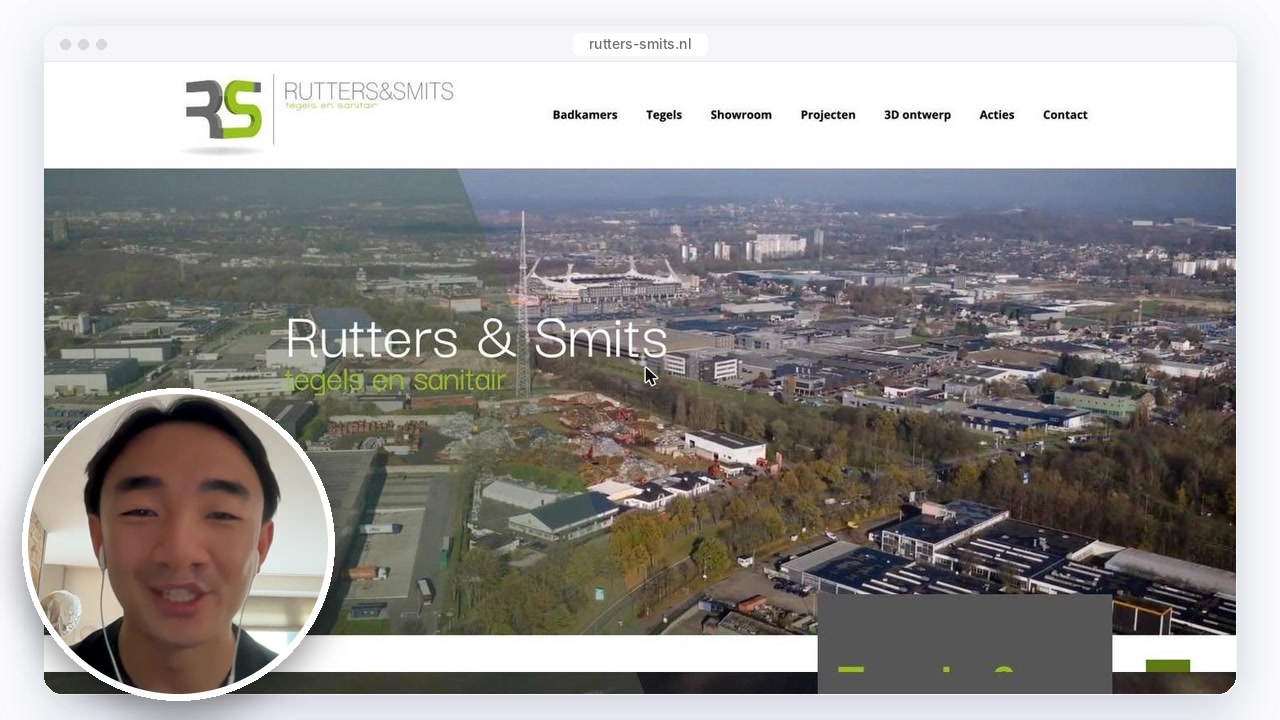 rutters-smits.nl
RS
RUTTERS&SMITS
tegels en sanitair
Badkamers Tegels Showroom Projecten 3D ontwerp Acties Contact
Rutters & Smits
tegels en sanitair